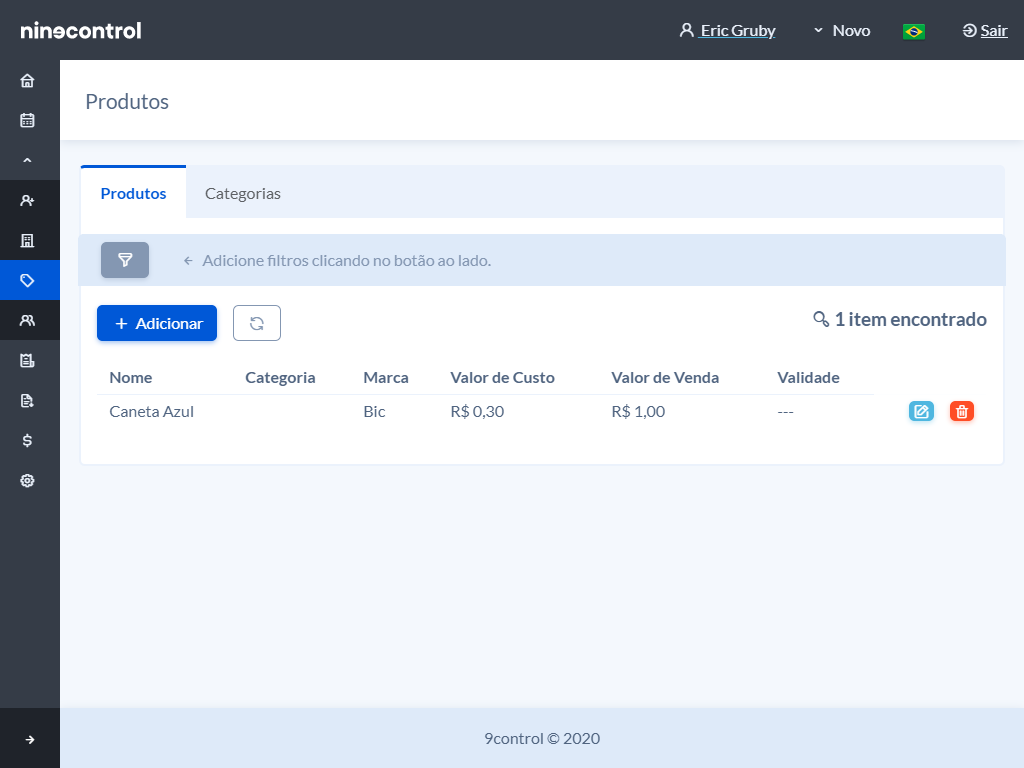 ninecontrol
Eric Gruby
Novo
Sair
Produtos
Produtos
Categorias
Adicione filtros clicando no botão ao lado.
Adicionar
1 item encontrado
Nome Categoria Marca Valor de Custo Valor de Venda Validade
Caneta Azul Bic R$ 0,30 R$ 1,00 ---
9control © 2020